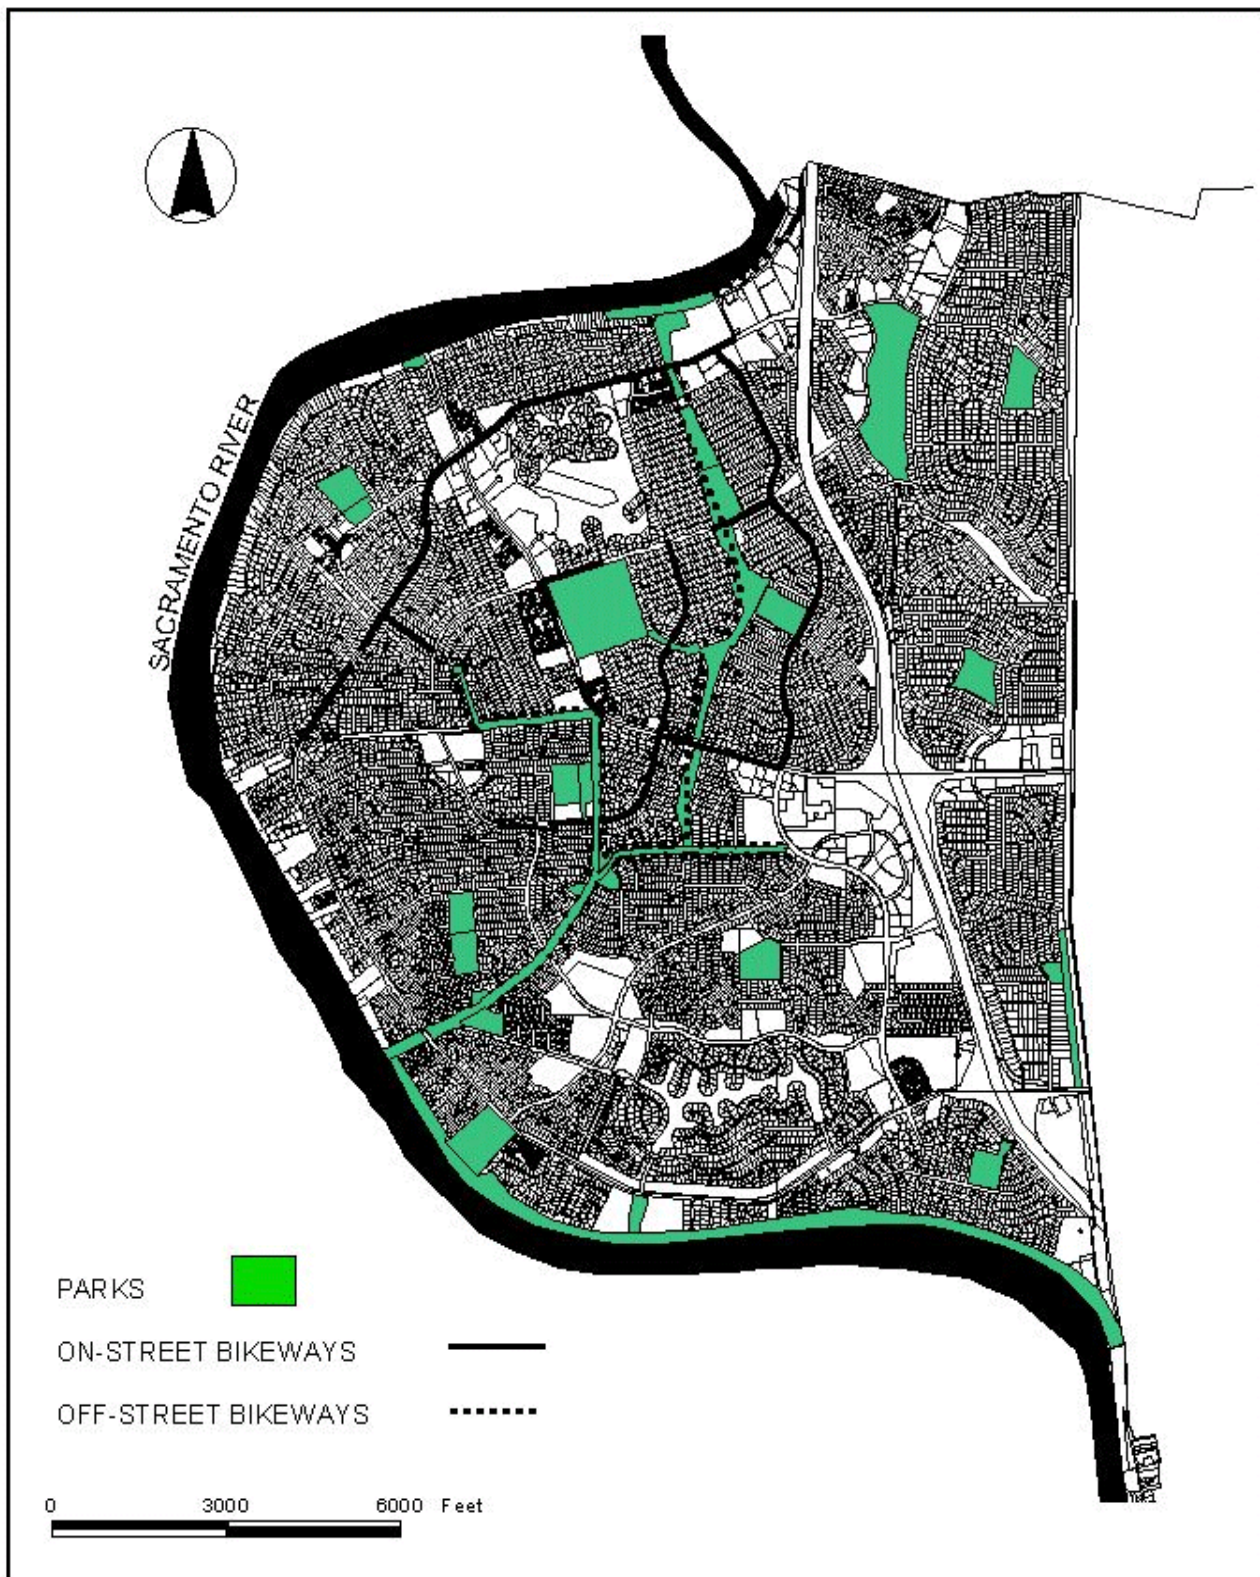 SACRAMENTO RIVER
PARKS
ON-STREET BIKEWAYS
OFF-STREET BIKEWAYS
0 3000 6000 Feet